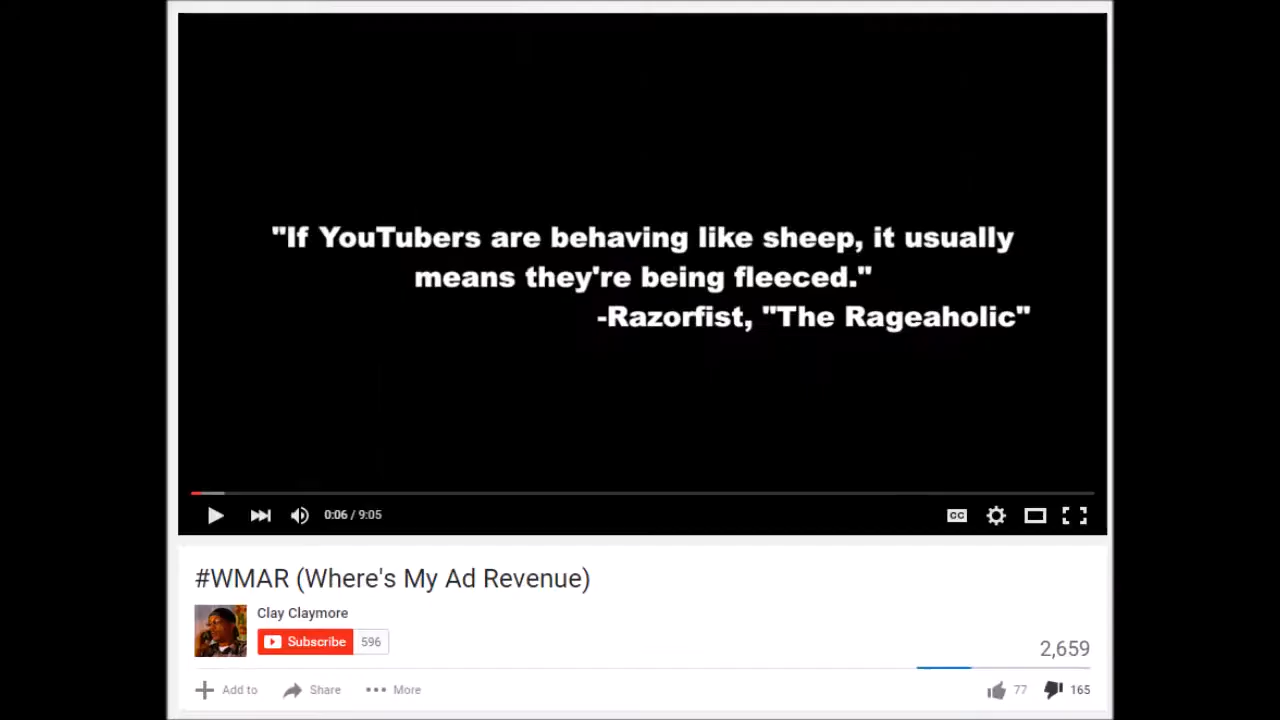 "If YouTubers are behaving like sheep, it usually
means they're being fleeced."
-Razorfist, "The Rageaholic"
0:06 / 9:05
CC
#WMAR (Where's My Ad Revenue)
Clay Claymore
Subscribe 596
2,659
Add to Share More 77 165